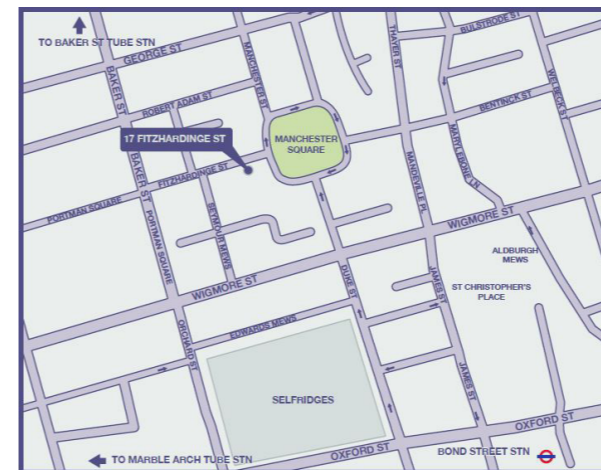 TO BAKER ST TUBE STN
GEORGE ST
BAKER ST
ROBERT ADAM ST
MANCHESTER ST
THAYER ST
BULSTRODE ST
WELBECK ST
BENTINCK ST
MARYLEBONE LN
17 FITZHARDINGE ST
MANCHESTER
SQUARE
BAKER ST
FITZHARDINGE ST
PORTMAN SQUARE
PORTMAN SQUARE
SEYMOUR MEWS
MANDEVILLE PL
WIGMORE ST
WIGMORE ST
ALDBURGH
MEWS
ST CHRISTOPHER'S
PLACE
DUKE ST
JAMES ST
EDWARDS MEWS
ORCHARD ST
SELFRIDGES
JAMES ST
OXFORD ST
OXFORD ST
TO MARBLE ARCH TUBE STN
BOND STREET STN